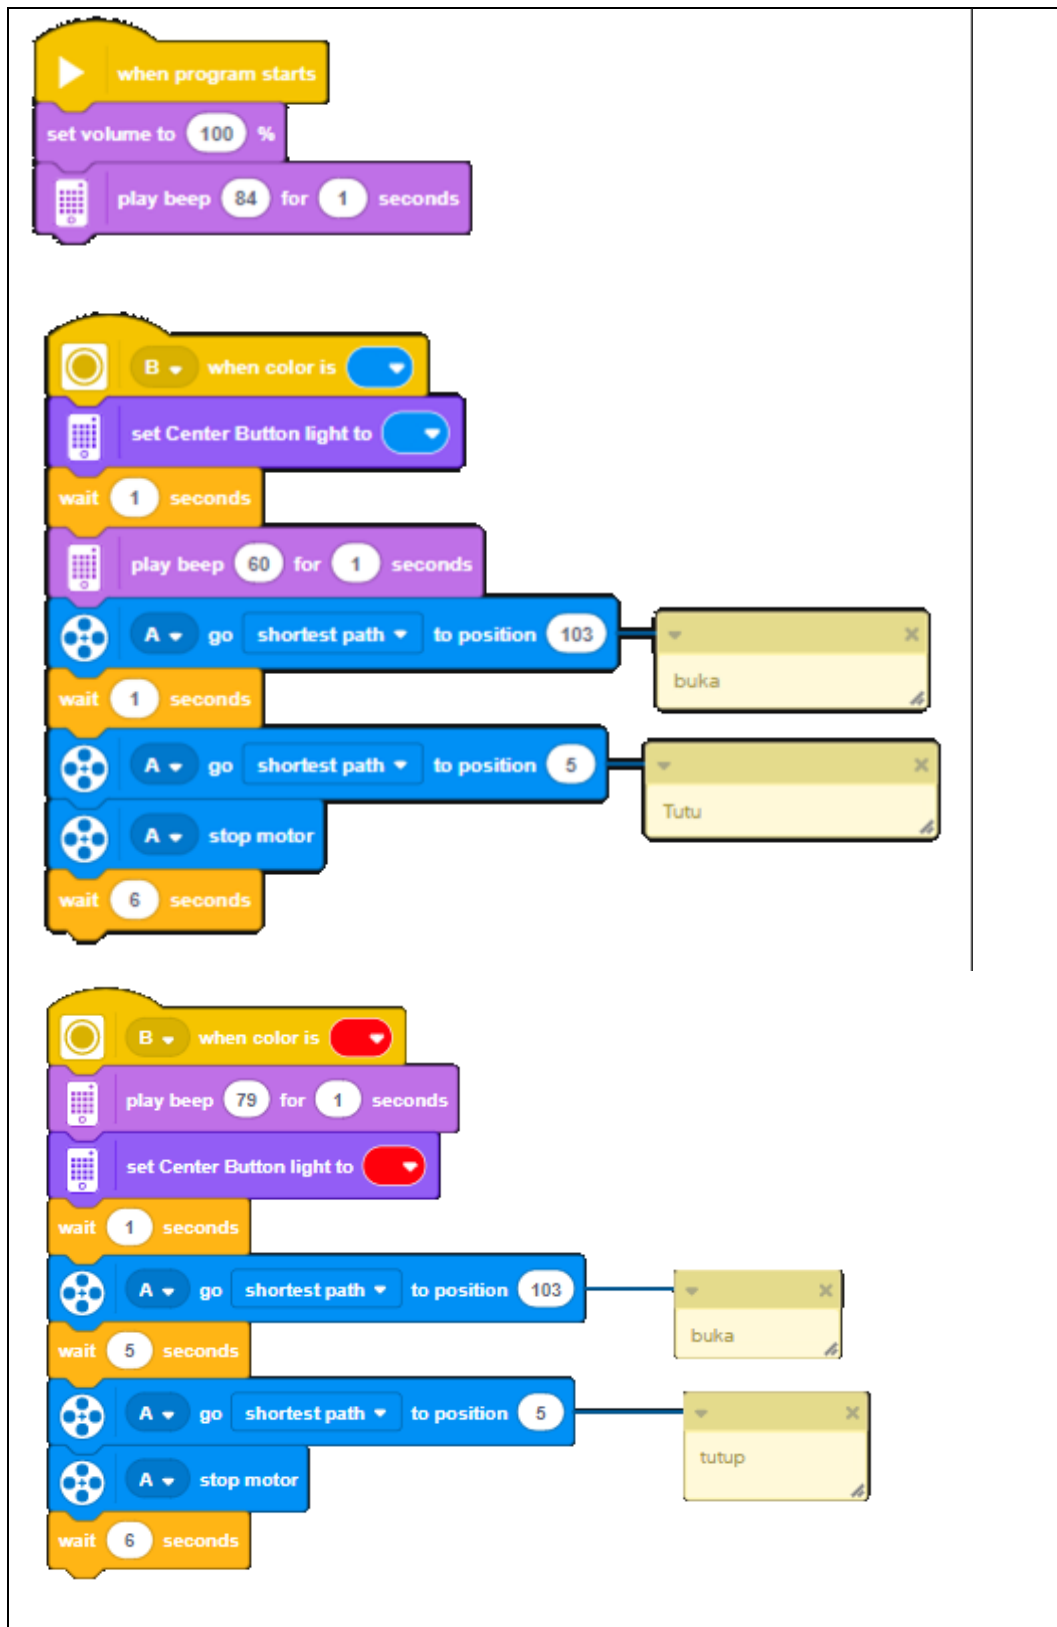 when program starts
set volume to 100 %
play beep 84 for 1 seconds
B when color is
set Center Button light to
wait 1 seconds
play beep 60 for 1 seconds
A go shortest path to position 103
buka
wait 1 seconds
A go shortest path to position 5
Tutu
A stop motor
wait 6 seconds
B when color is
play beep 79 for 1 seconds
set Center Button light to
wait 1 seconds
A go shortest path to position 103
buka
wait 5 seconds
A go shortest path to position 5
tutup
A stop motor
wait 6 seconds